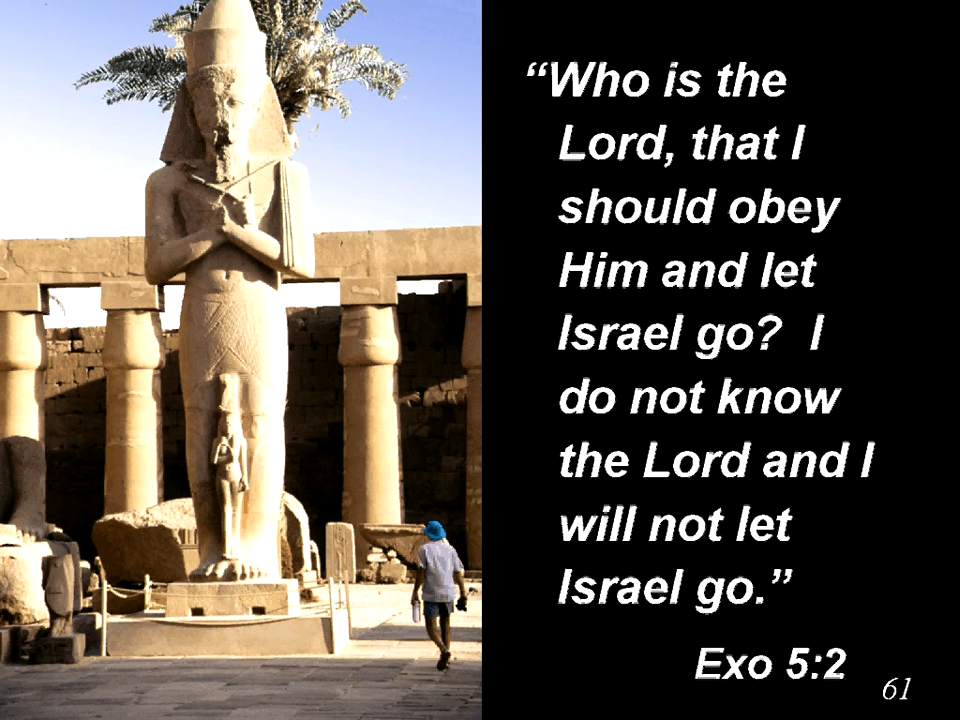 “Who is the
Lord, that I
should obey
Him and let
Israel go?  I
do not know
the Lord and I
will not let
Israel go.”
Exo 5:2
61